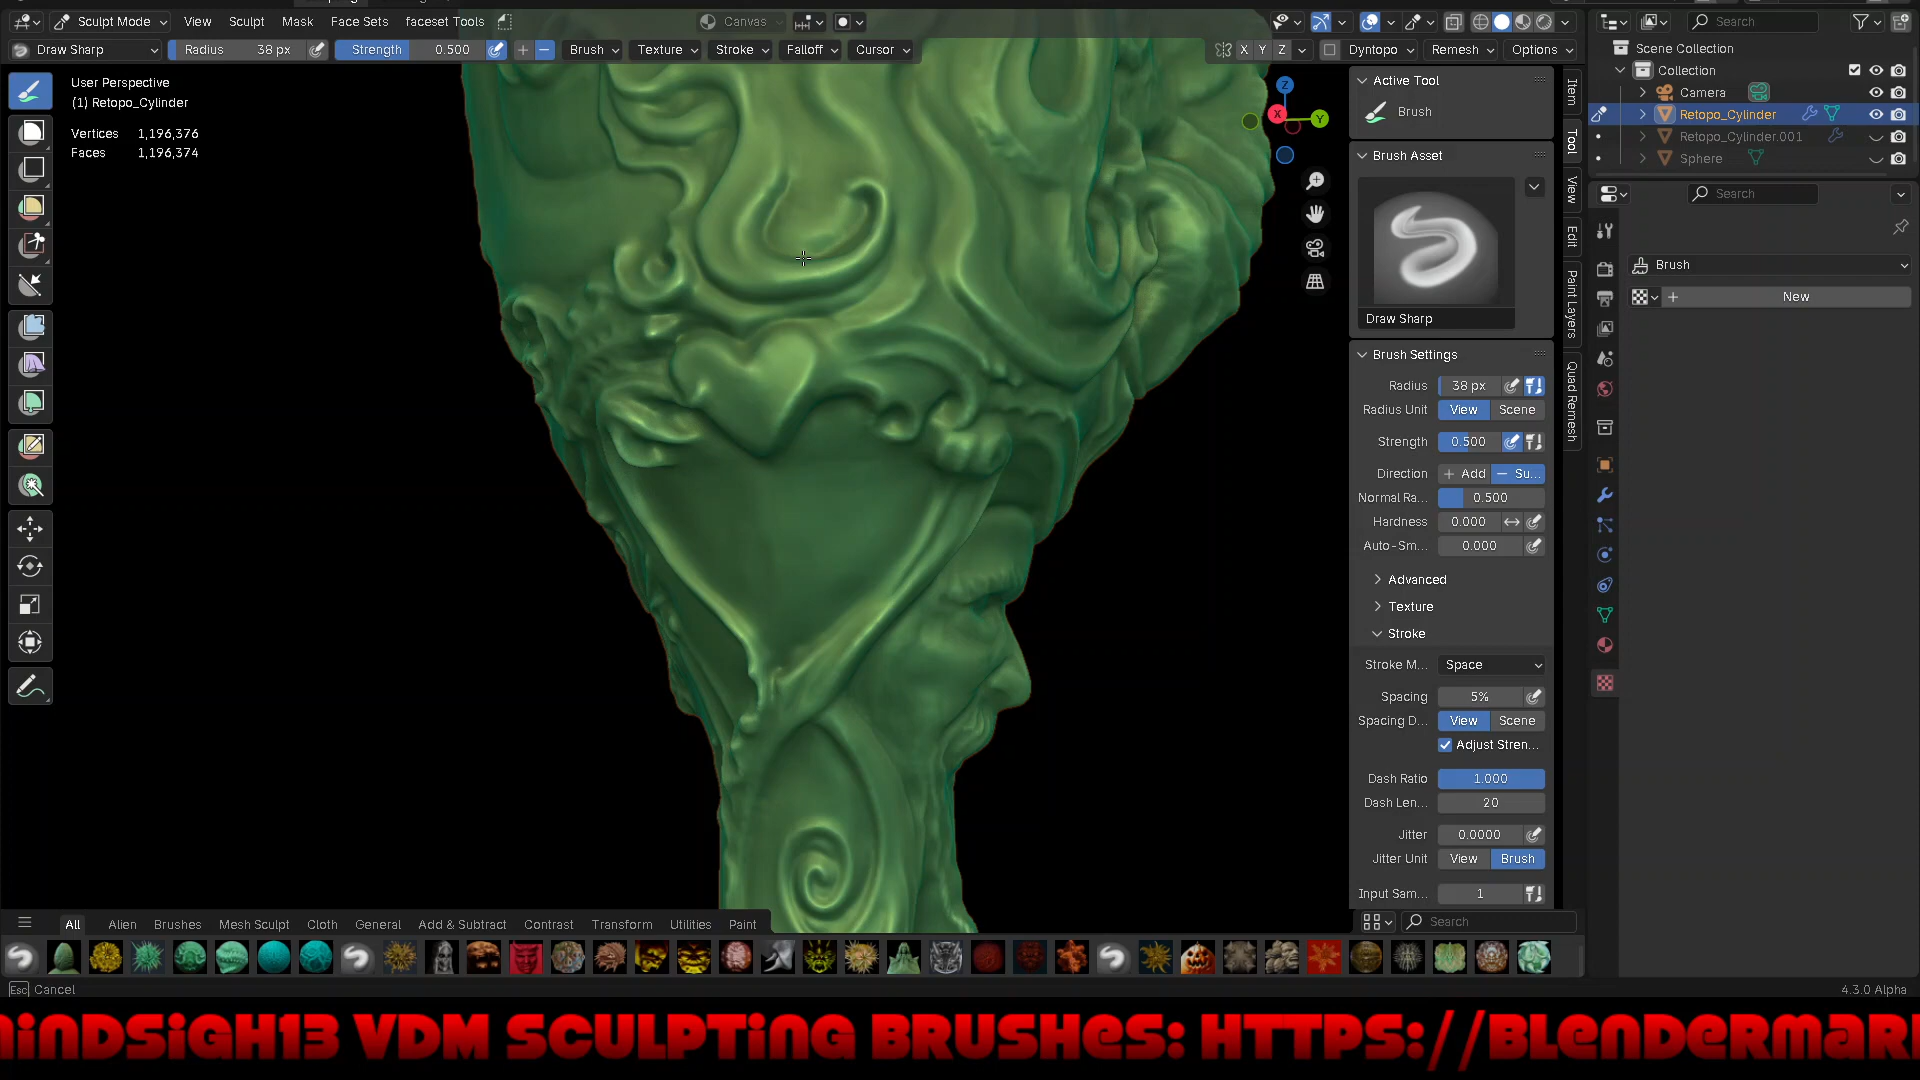 Sculpt Mode View Sculpt Mask Face Sets faceset Tools Canvas Search
Draw Sharp Radius 38 px Strength 0.500 Brush Texture Stroke Falloff Cursor X Y Z Dyntopo Remesh Options
Scene Collection
Collection
Camera
Retopo_Cylinder
Retopo_Cylinder.001
Sphere
User Perspective
(1) Retopo_Cylinder
Vertices 1,196,376
Faces 1,196,374
Z
X
Y
Active Tool
Brush
Brush Asset
Draw Sharp
Brush Settings
Radius 38 px
Radius Unit View Scene
Strength 0.500
Direction + Add − Su...
Normal Ra... 0.500
Hardness 0.000
Auto-Sm... 0.000
Advanced
Texture
Stroke
Stroke M... Space
Spacing 5%
Spacing D... View Scene
Adjust Stren...
Dash Ratio 1.000
Dash Len... 20
Jitter 0.0000
Jitter Unit View Brush
Input Sam... 1
Item
Tool
View
Edit
Paint Layers
Quad Remesh
Search
Brush
+ New
All Alien Brushes Mesh Sculpt Cloth General Add & Subtract Contrast Transform Utilities Paint
Search
Esc Cancel
4.3.0 Alpha
MINDSIGH13 VDM SCULPTING BRUSHES: HTTPS://BLENDERMAR